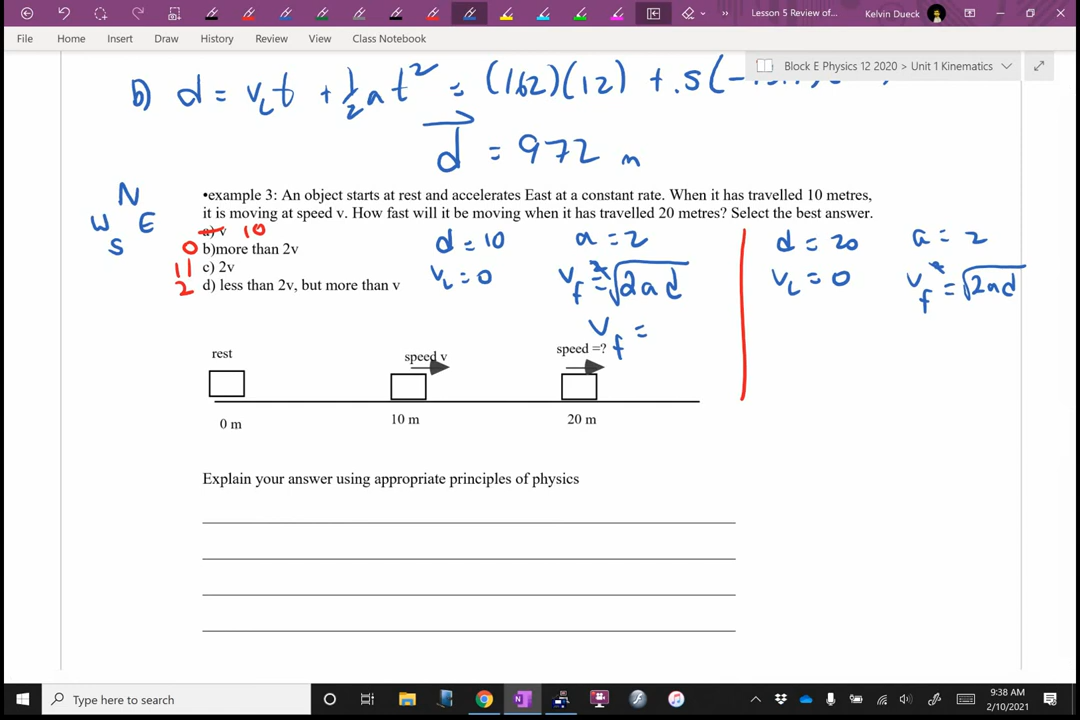 Lesson 5 Review of...
Kelvin Dueck
File Home Insert Draw History Review View Class Notebook
Block E Physics 12 2020 > Unit 1 Kinematics
b) d = vᵢt + ½at² = (162)(12) + .5(-
d = 972 m
N
W E
S
•example 3: An object starts at rest and accelerates East at a constant rate. When it has travelled 10 metres,
it is moving at speed v. How fast will it be moving when it has travelled 20 metres? Select the best answer.
a) v 10
0 b)more than 2v
11 c) 2v
2 d) less than 2v, but more than v
d = 10 a = 2
vᵢ = 0 v_f = √2ad
v_f =
d = 20 a = 2
vᵢ = 0 v_f = √2ad
rest speed v speed =?
0 m 10 m 20 m
Explain your answer using appropriate principles of physics
Type here to search
9:38 AM
2/10/2021